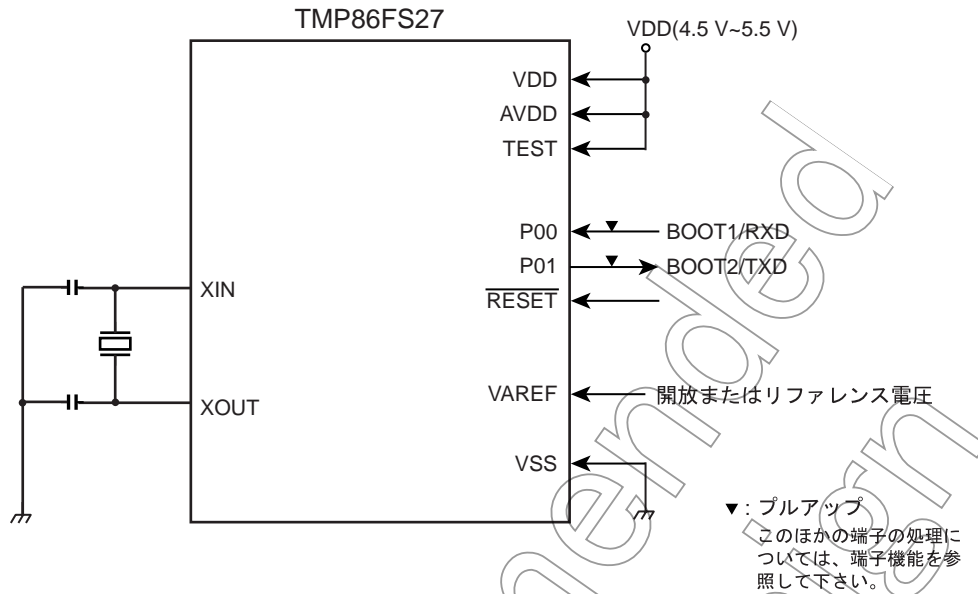 TMP86FS27
VDD(4.5 V~5.5 V)
VDD
AVDD
TEST
P00
BOOT1/RXD
P01
BOOT2/TXD
RESET
XIN
XOUT
VAREF
開放またはリファレンス電圧
VSS
▼: プルアップ
このほかの端子の処理に
ついては、端子機能を参
照して下さい。
mended
sign